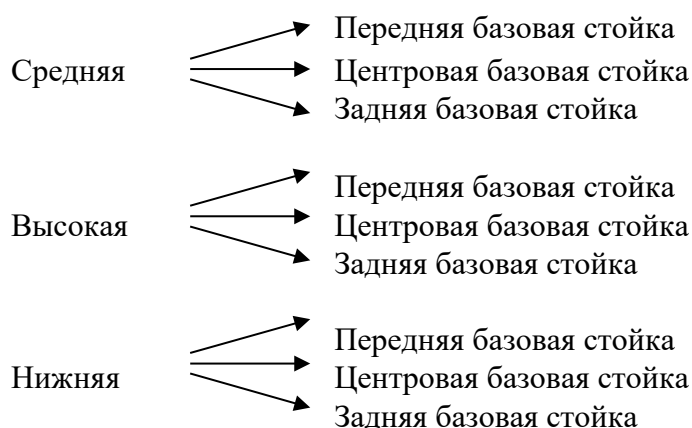 Передняя базовая стойка
Средняя Центровая базовая стойка
Задняя базовая стойка
Передняя базовая стойка
Высокая Центровая базовая стойка
Задняя базовая стойка
Передняя базовая стойка
Нижняя Центровая базовая стойка
Задняя базовая стойка